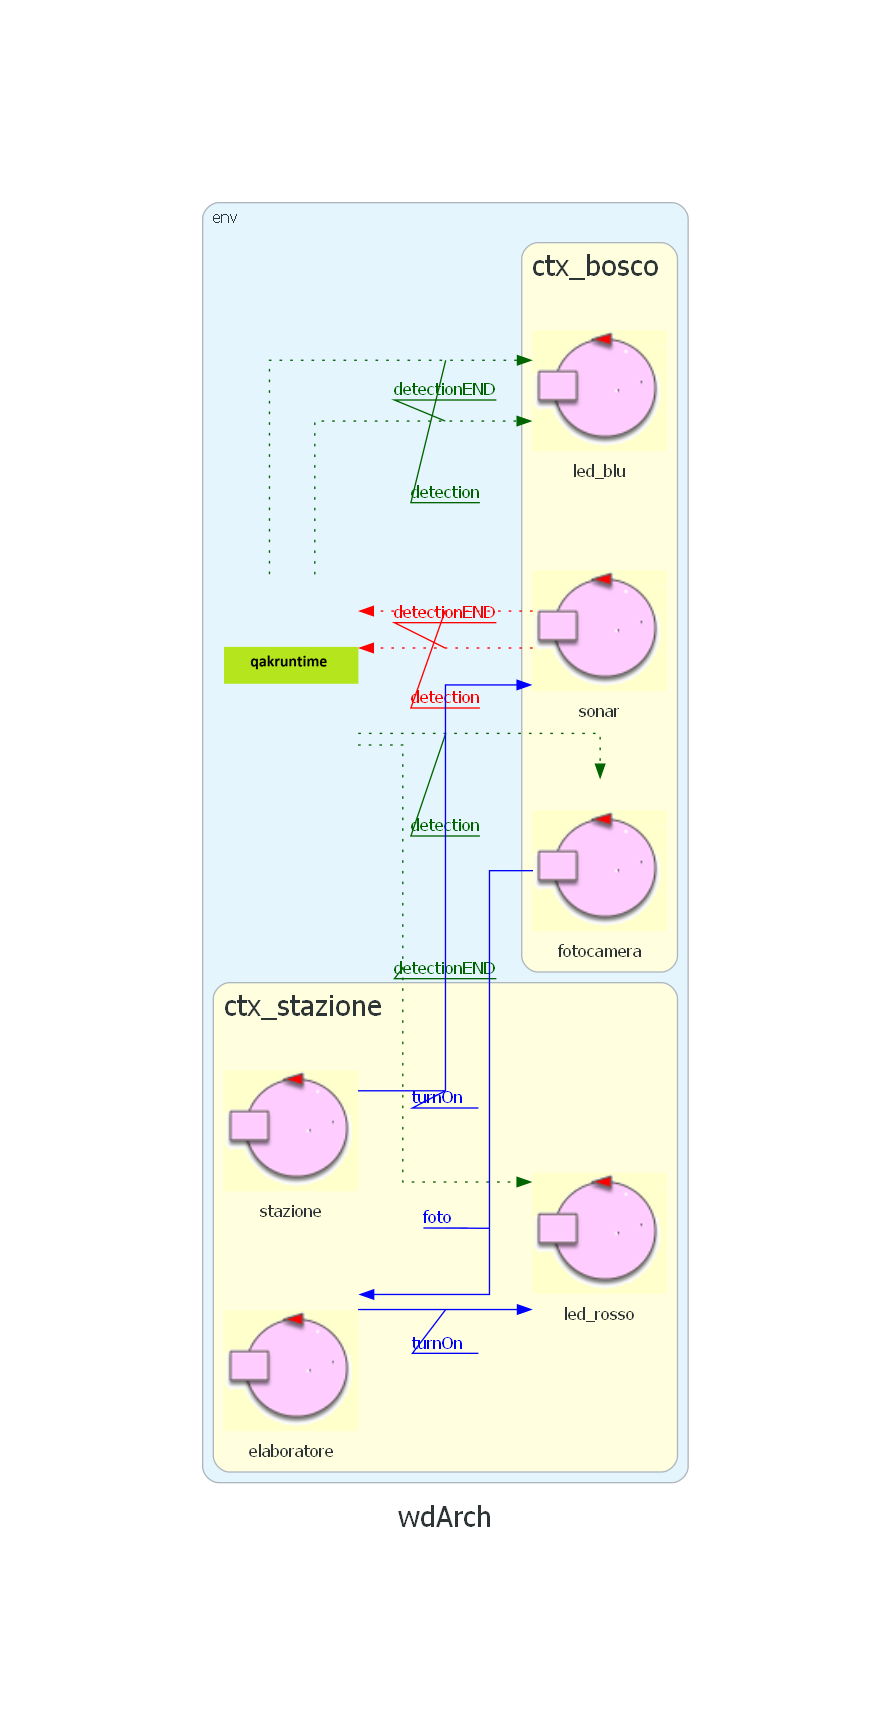 env
ctx_bosco
detectionEND
led_blu
detection
detectionEND
qakruntime
detection
sonar
detection
fotocamera
detectionEND
ctx_stazione
turnOn
stazione
foto
led_rosso
turnOn
elaboratore
wdArch